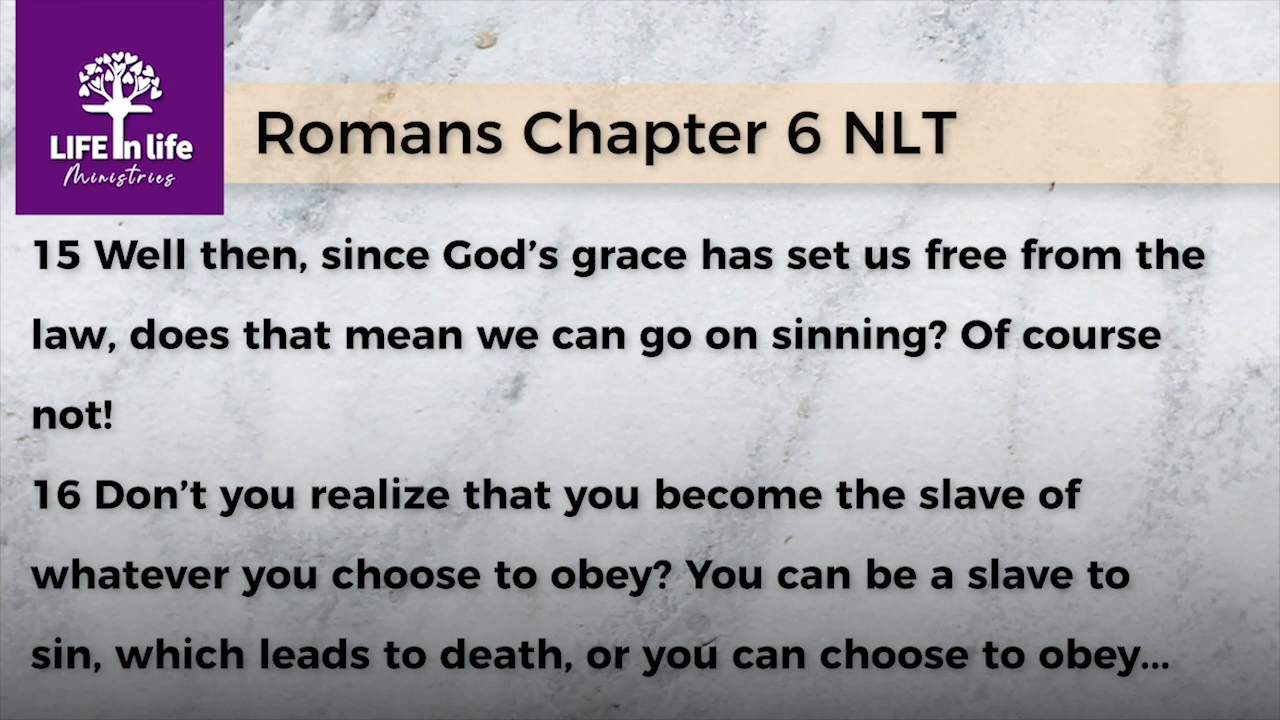 LIFE in life
Ministries
Romans Chapter 6 NLT
15 Well then, since God’s grace has set us free from the
law, does that mean we can go on sinning? Of course
not!
16 Don’t you realize that you become the slave of
whatever you choose to obey? You can be a slave to
sin, which leads to death, or you can choose to obey...